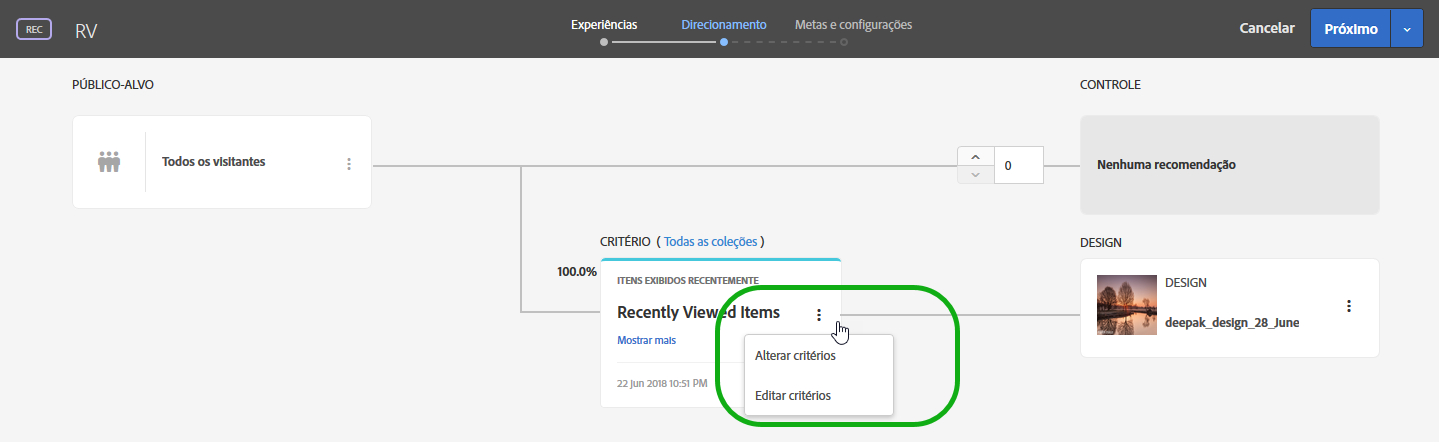 REC
RV
Experiências
Direcionamento
Metas e configurações
Cancelar
Próximo
PÚBLICO-ALVO
CONTROLE
Todos os visitantes
0
Nenhuma recomendação
CRITÉRIO ( Todas as coleções )
DESIGN
100.0%
ITENS EXIBIDOS RECENTEMENTE
Recently Viewed Items
Mostrar mais
22 Jun 2018 10:51 PM
Alterar critérios
Editar critérios
DESIGN
deepak_design_28_June